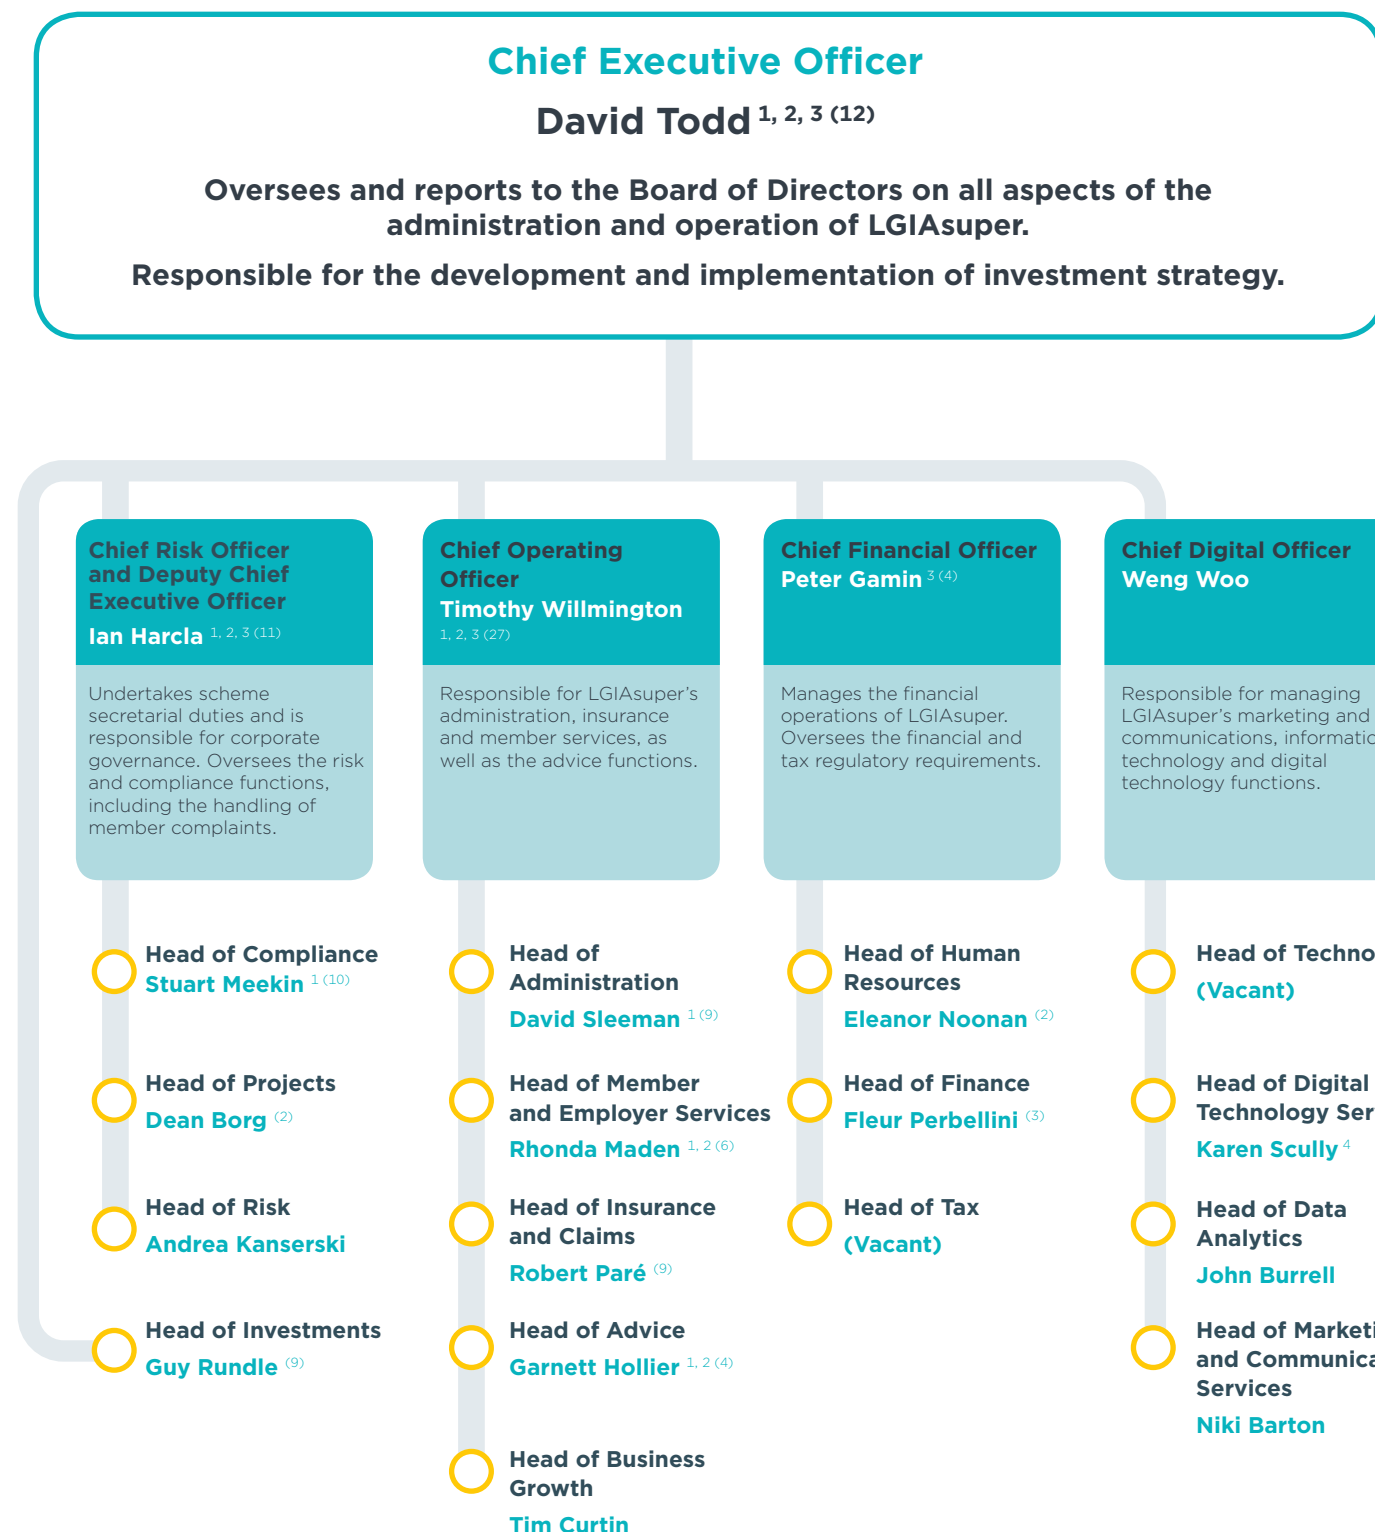 Chief Executive Officer
David Todd 1, 2, 3 (12)
Oversees and reports to the Board of Directors on all aspects of the
administration and operation of LGIAsuper.
Responsible for the development and implementation of investment strategy.
Chief Risk Officer
and Deputy Chief
Executive Officer
Ian Harcla 1, 2, 3 (11)
Undertakes scheme
secretarial duties and is
responsible for corporate
governance. Oversees the risk
and compliance functions,
including the handling of
member complaints.
Head of Compliance
Stuart Meekin 1 (10)
Head of Projects
Dean Borg (2)
Head of Risk
Andrea Kanserski
Head of Investments
Guy Rundle (9)
Chief Operating
Officer
Timothy Willmington
1, 2, 3 (27)
Responsible for LGIAsuper's
administration, insurance
and member services, as
well as the advice functions.
Head of
Administration
David Sleeman 1 (9)
Head of Member
and Employer Services
Rhonda Maden 1, 2 (6)
Head of Insurance
and Claims
Robert Paré (9)
Head of Advice
Garnett Hollier 1, 2 (4)
Head of Business
Growth
Tim Curtin
Chief Financial Officer
Peter Gamin 3 (4)
Manages the financial
operations of LGIAsuper.
Oversees the financial and
tax regulatory requirements.
Head of Human
Resources
Eleanor Noonan (2)
Head of Finance
Fleur Perbellini (3)
Head of Tax
(Vacant)
Chief Digital Officer
Weng Woo
Responsible for managing
LGIAsuper's marketing and
communications,
technology and digital
technology functions.
Head of
(Vacant)
Head of Digital
Technology
Karen Scully 4
Head of Data
Analytics
John Burrell
Head of
and
Services
Niki Barton